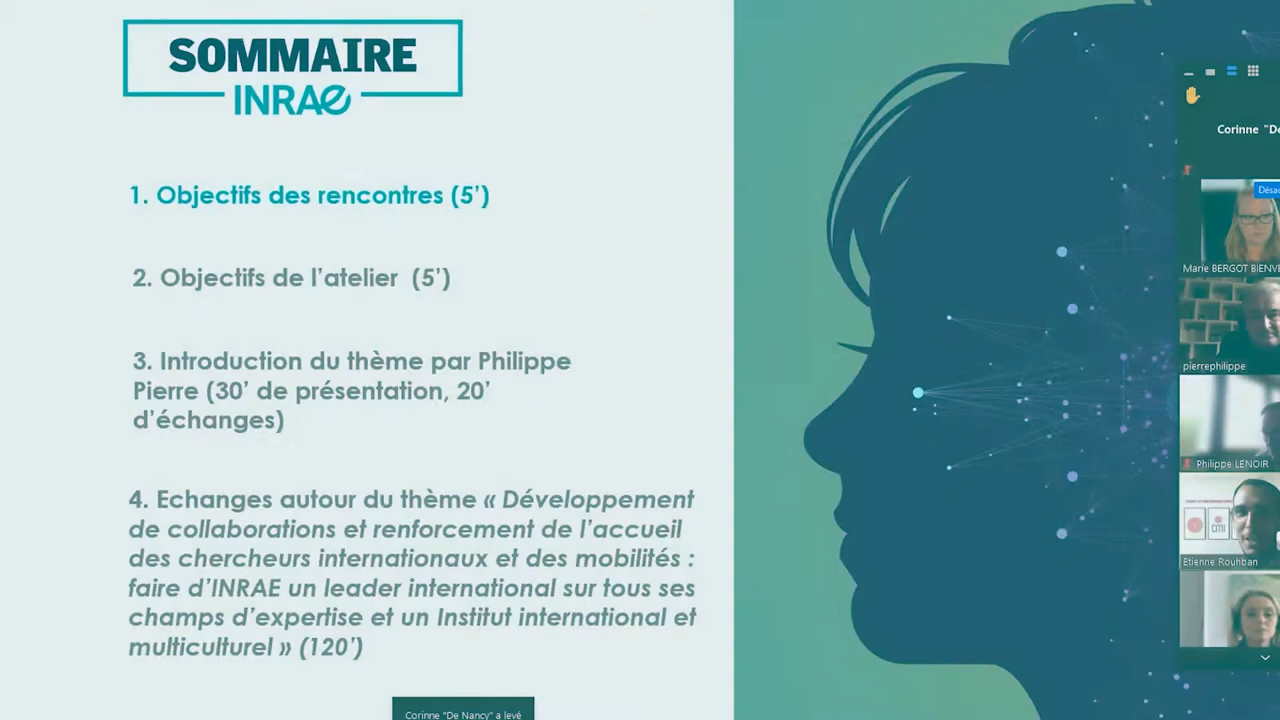 SOMMAIRE
INRAE
1. Objectifs des rencontres (5’)
2. Objectifs de l’atelier (5’)
3. Introduction du thème par Philippe
Pierre (30’ de présentation, 20’
d’échanges)
4. Echanges autour du thème « Développement
de collaborations et renforcement de l’accueil
des chercheurs internationaux et des mobilités :
faire d’INRAE un leader international sur tous ses
champs d’expertise et un Institut international et
multiculturel » (120’)
Corinne "De Nancy" a levé
Corinne "De
Désac
Marie BERGOT BIENVE
pierrephilippe
Philippe LENOIR
Etienne Rouhban